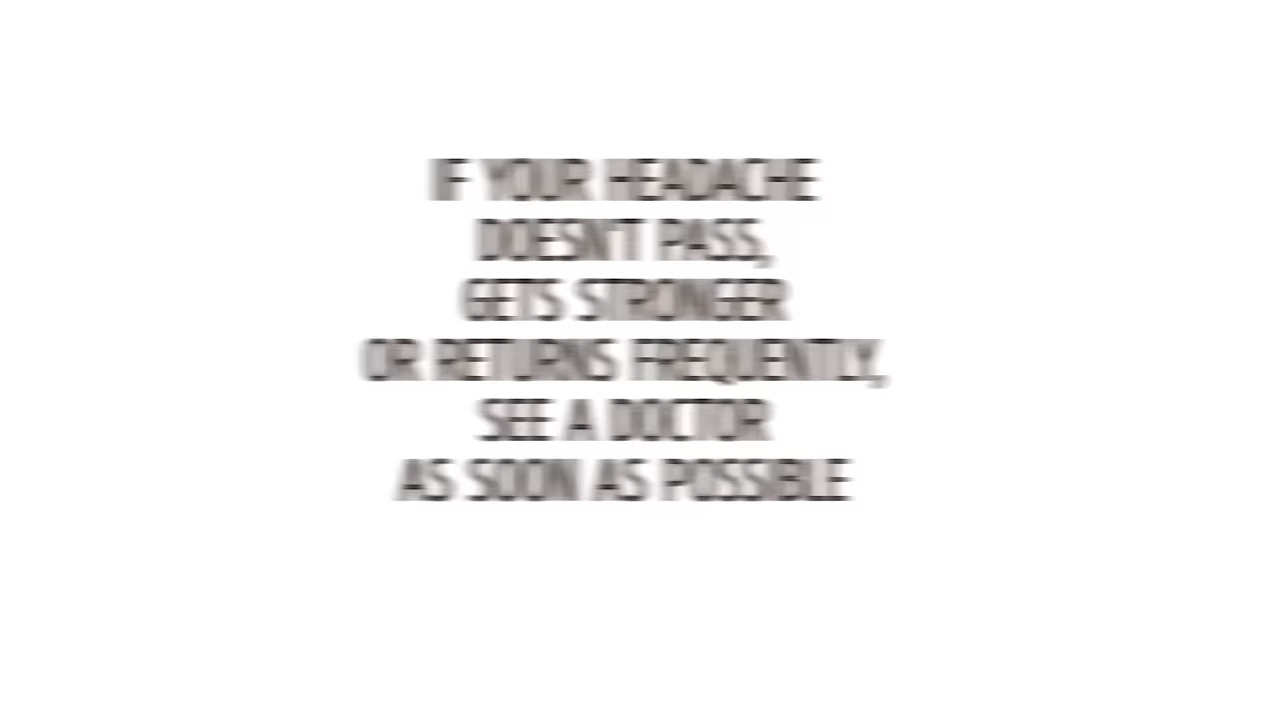 IF YOUR HEADACHE
DOESN'T PASS,
GETS STRONGER
OR RETURNS FREQUENTLY,
SEE A DOCTOR
AS SOON AS POSSIBLE